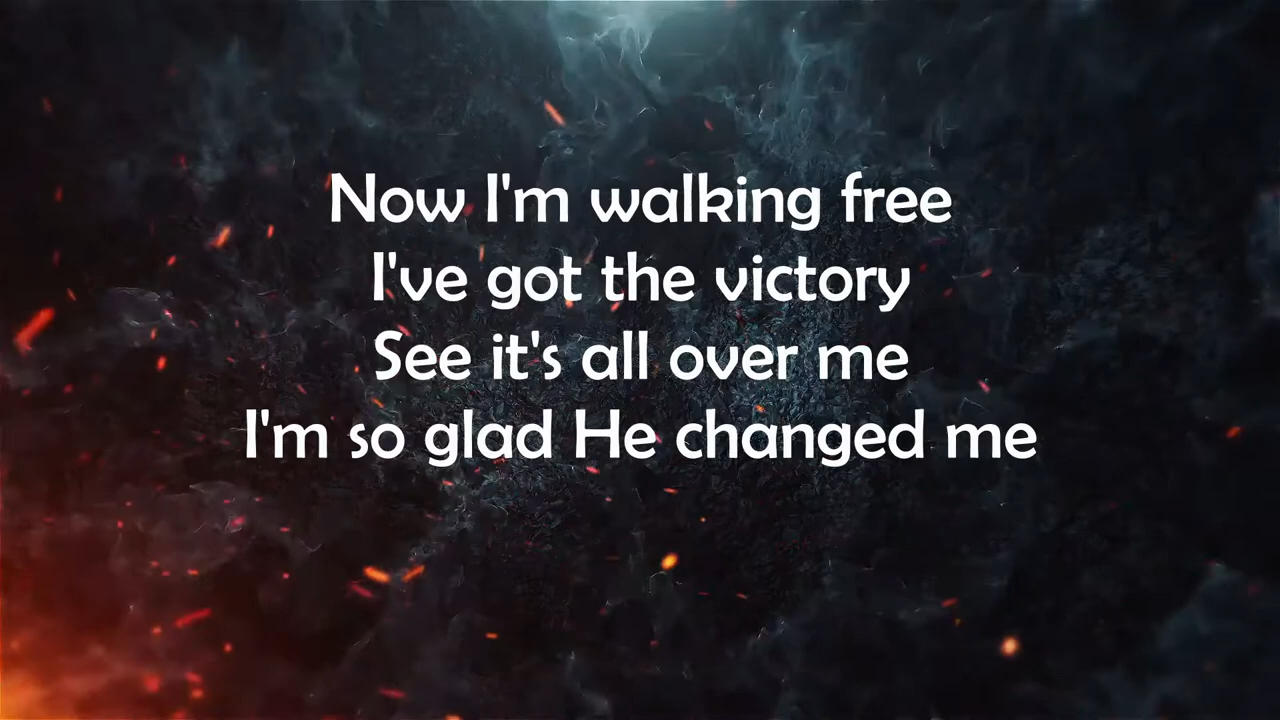 Now I'm walking free
I've got the victory
See it's all over me
I'm so glad He changed me